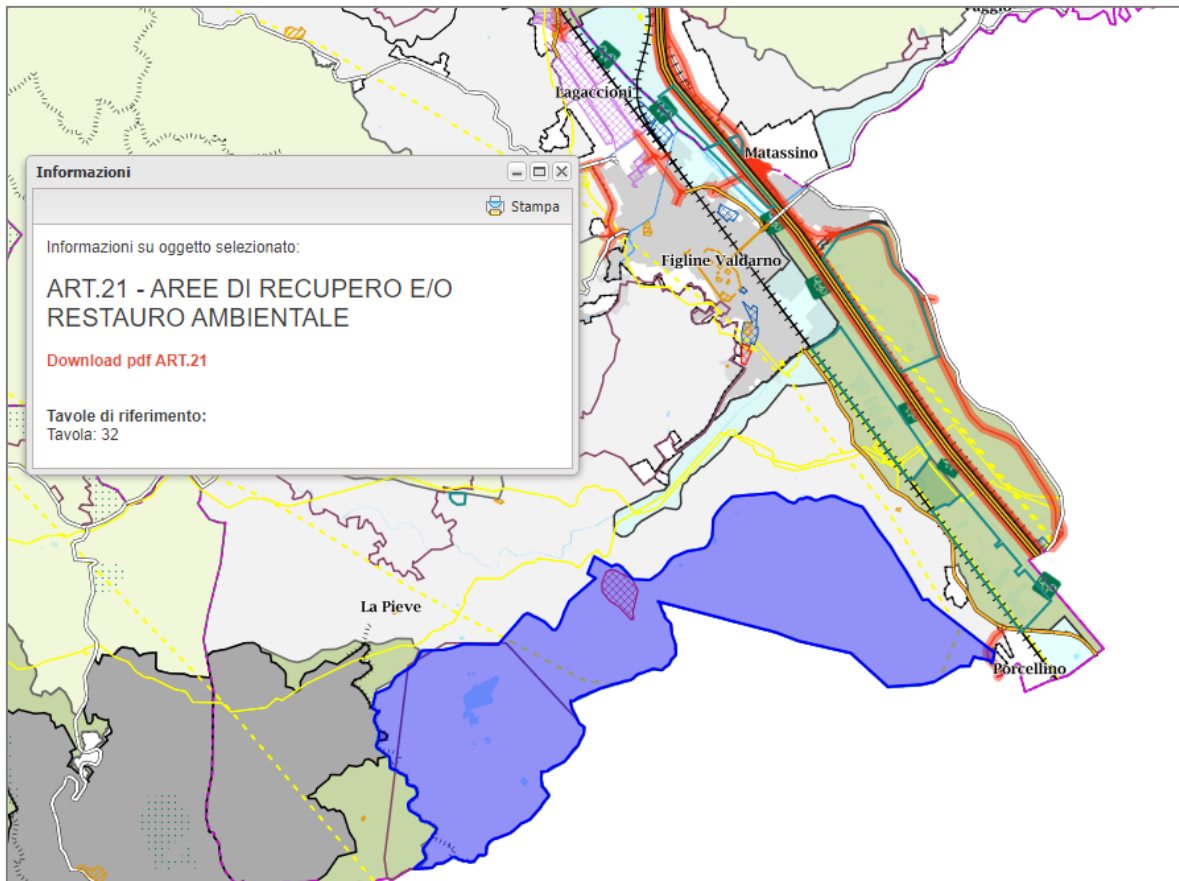 Vaggio
Lagaccioni
Matassino
Informazioni
Stampa
Informazioni su oggetto selezionato:
ART.21 - AREE DI RECUPERO E/O
RESTAURO AMBIENTALE
Download pdf ART.21
Tavole di riferimento:
Tavola: 32
Figline Valdarno
La Pieve
Porcellino